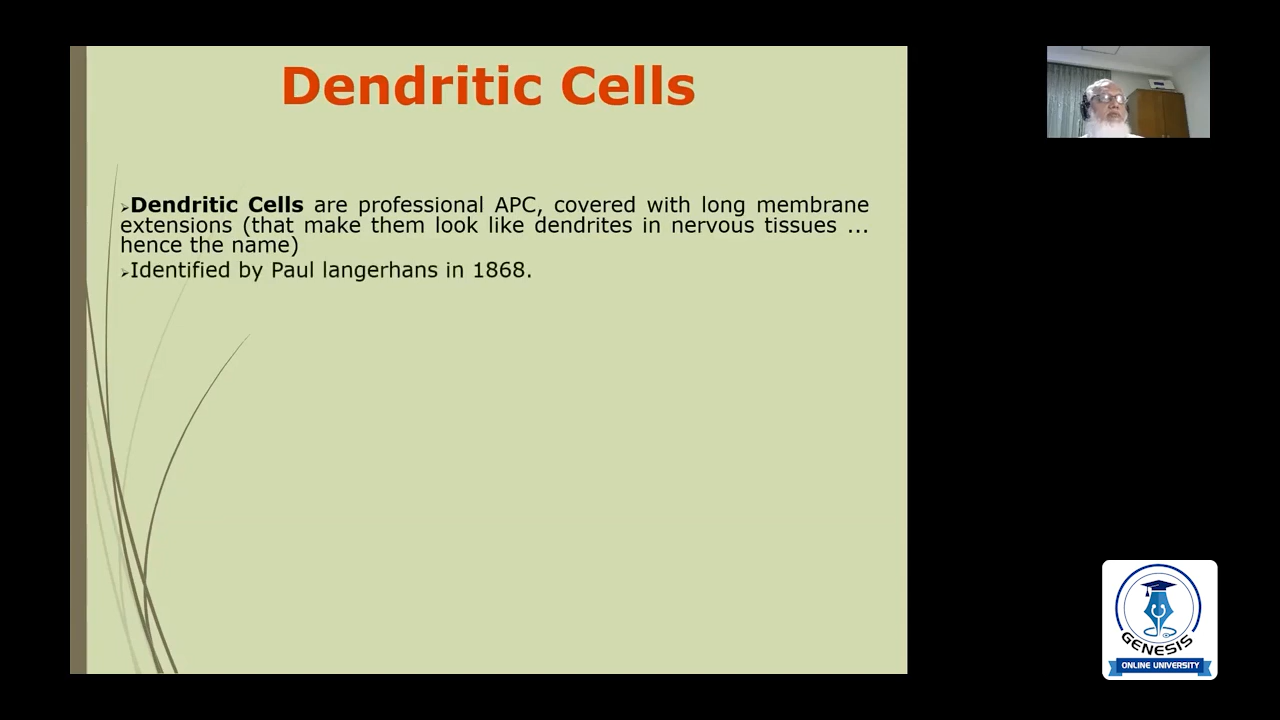 Dendritic Cells
➢Dendritic Cells are professional APC, covered with long membrane
extensions (that make them look like dendrites in nervous tissues ...
hence the name)
➢Identified by Paul langerhans in 1868.
GENESIS
ONLINE UNIVERSITY